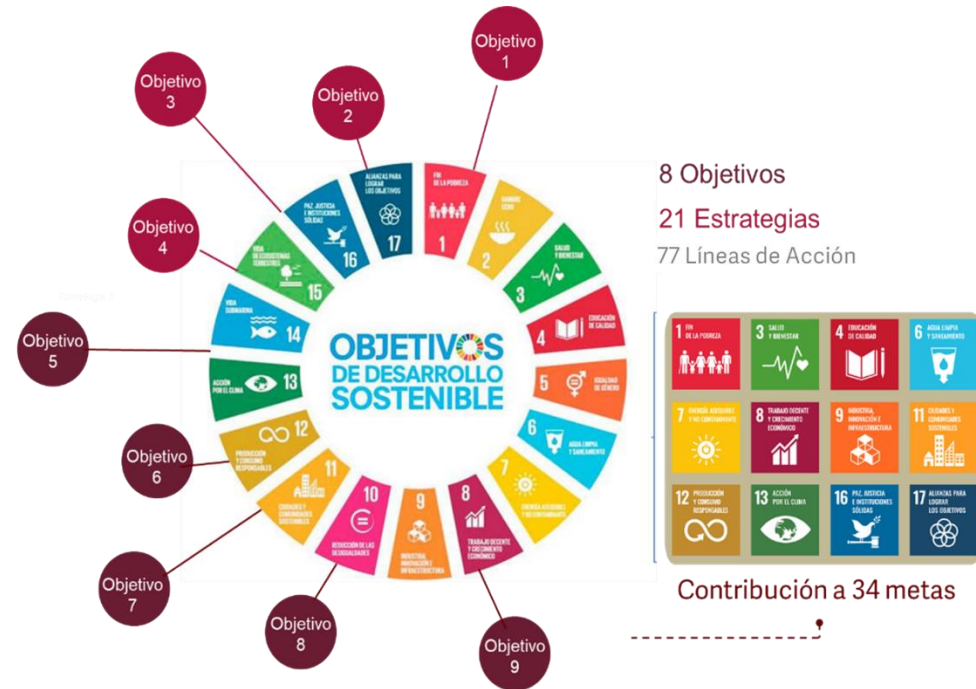 Objetivo
1
Objetivo
2
Objetivo
3
Objetivo
4
Objetivo
5
Objetivo
6
Objetivo
7
Objetivo
8
Objetivo
9
FIN
DE LA POBREZA
1
HAMBRE
CERO
2
SALUD
Y BIENESTAR
3
4
EDUCACIÓN
DE CALIDAD
5
IGUALDAD
DE GÉNERO
6
AGUA LIMPIA
Y SANEAMIENTO
7
ENERGÍA ASEQUIBLE
Y NO CONTAMINANTE
8
TRABAJO DECENTE
Y CRECIMIENTO
ECONÓMICO
9
INDUSTRIA,
INNOVACIÓN E
INFRAESTRUCTURA
10
REDUCCIÓN DE LAS
DESIGUALDADES
11
CIUDADES Y
COMUNIDADES
SOSTENIBLES
12
PRODUCCIÓN
Y CONSUMO
RESPONSABLES
ACCIÓN
POR EL CLIMA
13
VIDA
SUBMARINA
14
VIDA
DE ECOSISTEMAS
TERRESTRES
15
PAZ, JUSTICIA
E INSTITUCIONES
SÓLIDAS
16
ALIANZAS PARA
LOGRAR
LOS OBJETIVOS
17
OBJETIVOS
DE DESARROLLO
SOSTENIBLE
8 Objetivos
21 Estrategias
77 Líneas de Acción
1 FIN
DE LA POBREZA
3 SALUD
Y BIENESTAR
4 EDUCACIÓN
DE CALIDAD
6 AGUA LIMPIA
Y SANEAMIENTO
7 ENERGÍA ASEQUIBLE
Y NO CONTAMINANTE
8 TRABAJO DECENTE
Y CRECIMIENTO
ECONÓMICO
9 INDUSTRIA,
INNOVACIÓN E
INFRAESTRUCTURA
11 CIUDADES Y
COMUNIDADES
SOSTENIBLES
12 PRODUCCIÓN
Y CONSUMO
RESPONSABLES
13 ACCIÓN
POR EL CLIMA
16 PAZ, JUSTICIA
E INSTITUCIONES
SÓLIDAS
17 ALIANZAS PARA
LOGRAR
LOS OBJETIVOS
Contribución a 34 metas